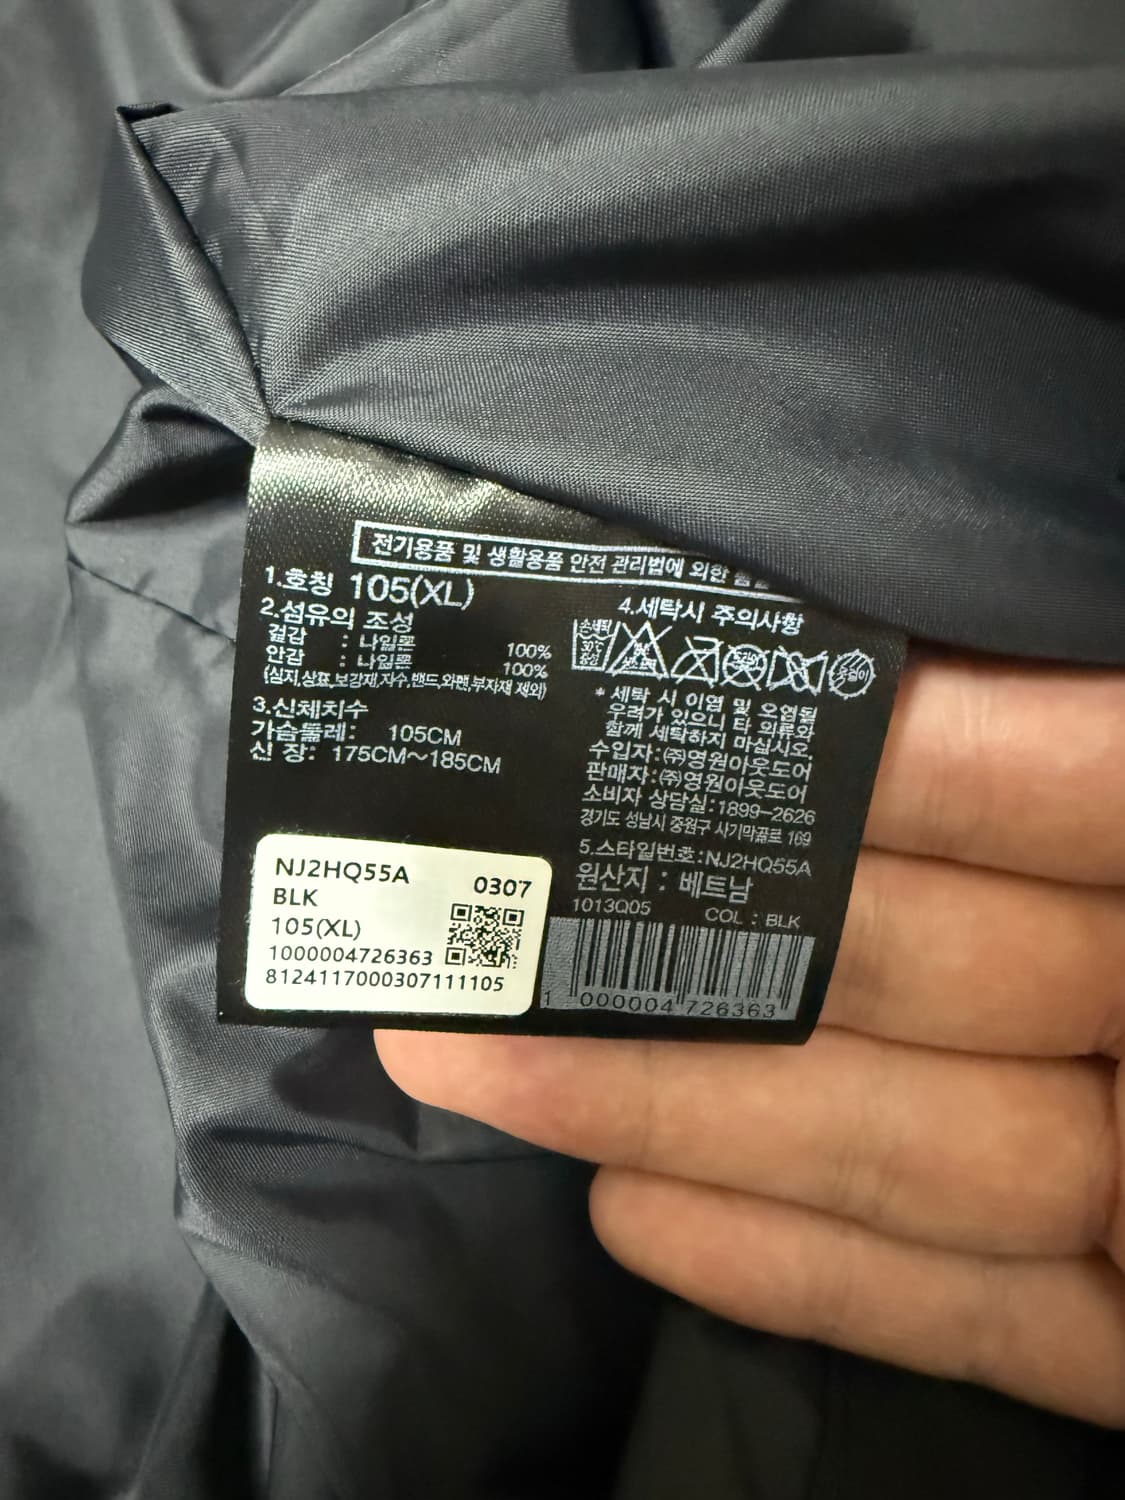 전기용품 및 생활용품 안전 관리법에 의한
1.호칭 105(XL)
2.섬유의 조성
겉감 : 나일론 100%
안감 : 나일론 100%
(심지,상표,보강재,자수,밴드,와펜,부자재 제외)
3.신체치수
가슴둘레: 105CM
신 장: 175CM~185CM
4.세탁시 주의사항
손세탁
30℃
중성
옷걸이
* 세탁 시 이염 및 오염될
우려가 있으니 타 의류와
함께 세탁하지 마십시오.
수입자:(주)영원아웃도어
판매자:(주)영원아웃도어
소비자 상담실:1899-2626
경기도 성남시 중원구 사기막골로 169
5.스타일번호:NJ2HQ55A
원산지 : 베트남
1013Q05 COL : BLK
1 000004 726363
NJ2HQ55A 0307
BLK
105(XL)
1000004726363
8124117000307111105